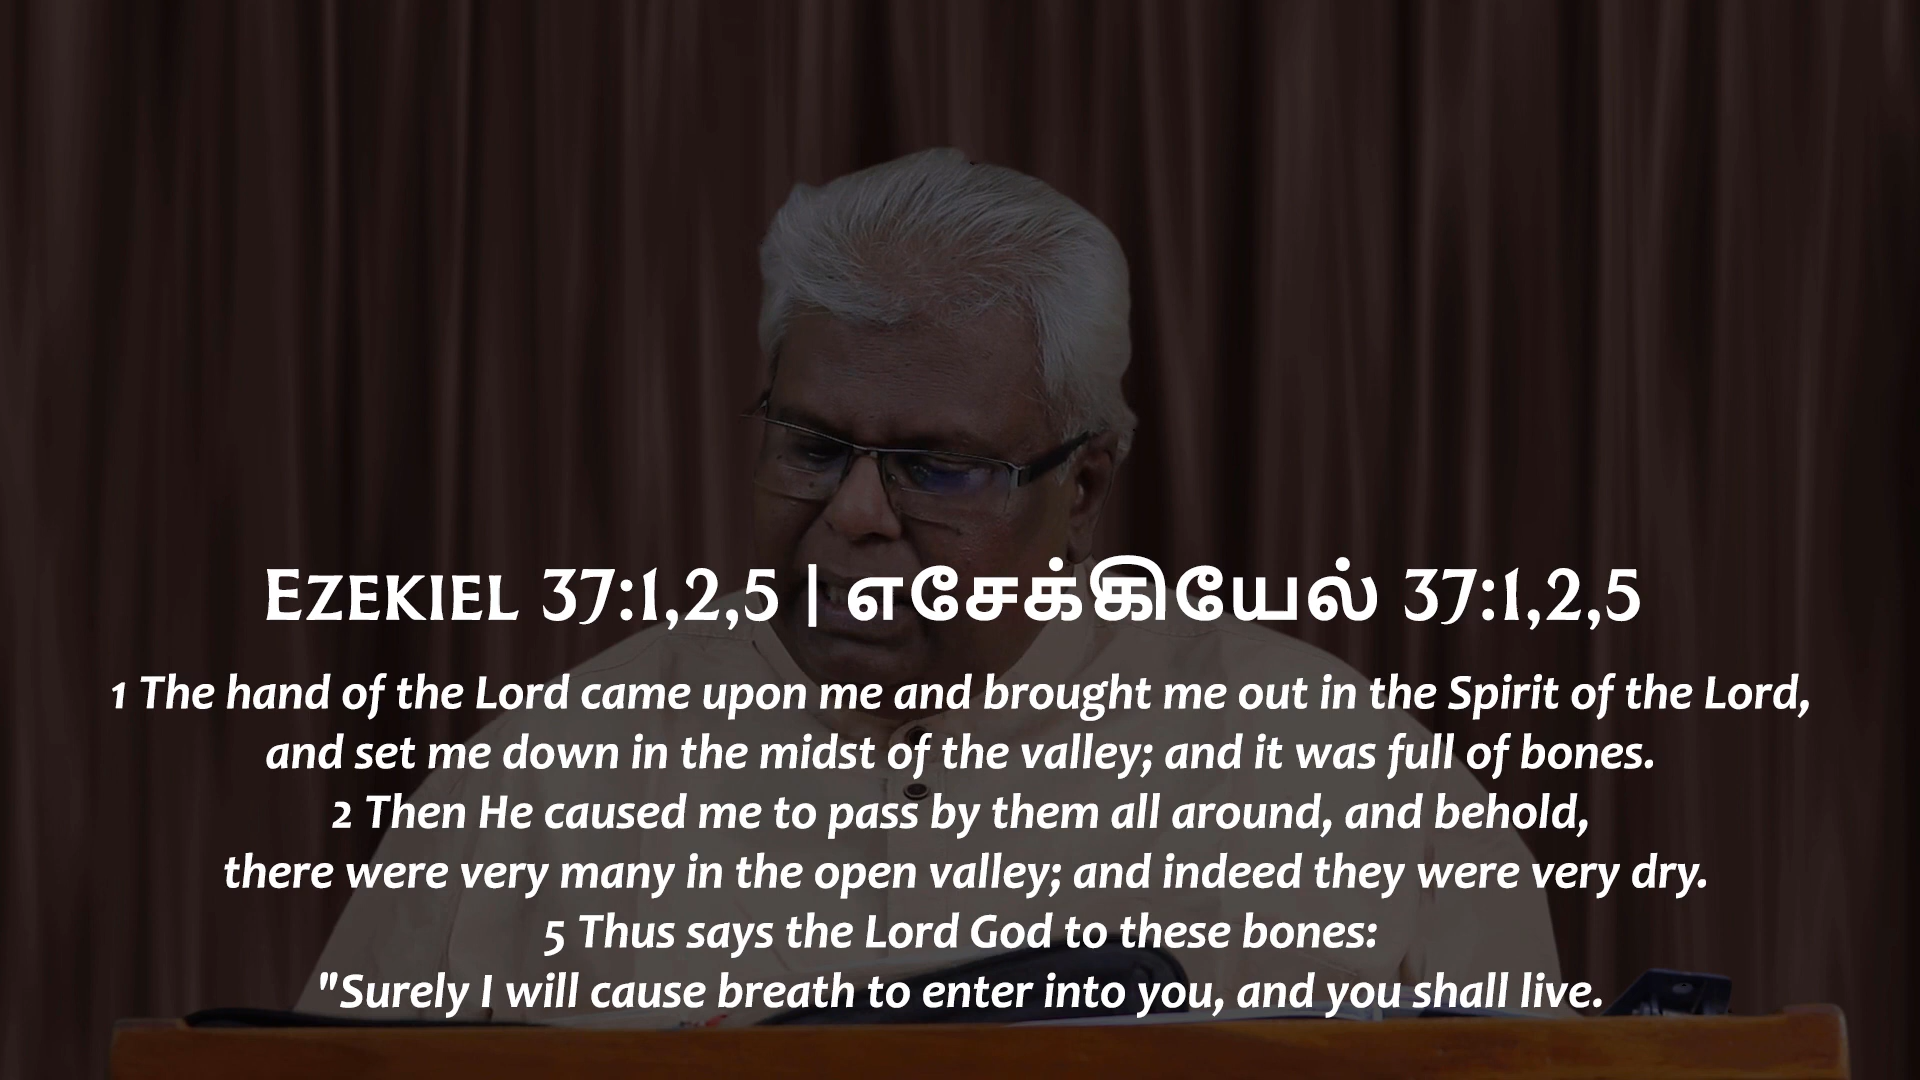 Ezekiel 37:1,2,5 | எசேக்கியேல் 37:1,2,5
1 The hand of the Lord came upon me and brought me out in the Spirit of the Lord,
and set me down in the midst of the valley; and it was full of bones.
2 Then He caused me to pass by them all around, and behold,
there were very many in the open valley; and indeed they were very dry.
5 Thus says the Lord God to these bones:
"Surely I will cause breath to enter into you, and you shall live.